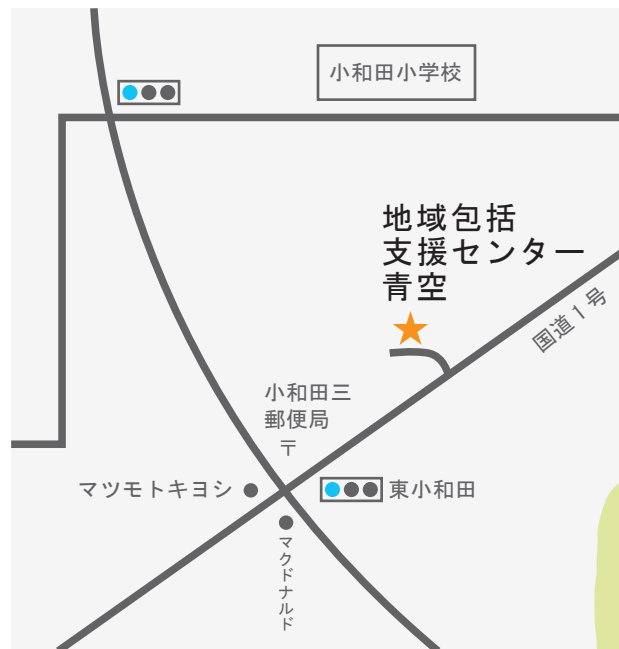 小和田小学校
地域包括
支援センター
青空
国道1号
小和田三
郵便局
〒
マツモトキヨシ
東小和田
マクドナルド